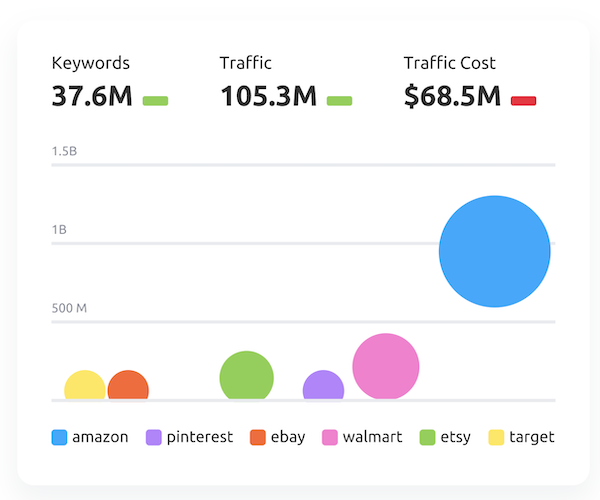 Keywords Traffic Traffic Cost
37.6M 105.3M $68.5M
1.5B
1B
500 M
amazon pinterest ebay walmart etsy target